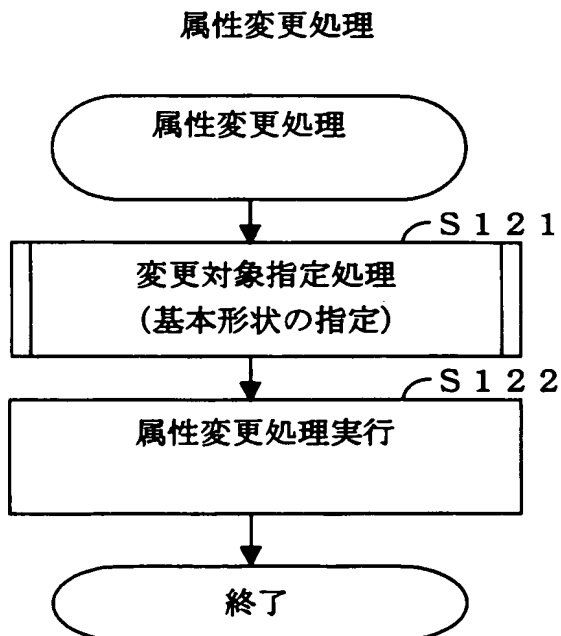 属性変更処理
属性変更処理
S121
変更対象指定処理
(基本形状の指定)
S122
属性変更処理実行
終了